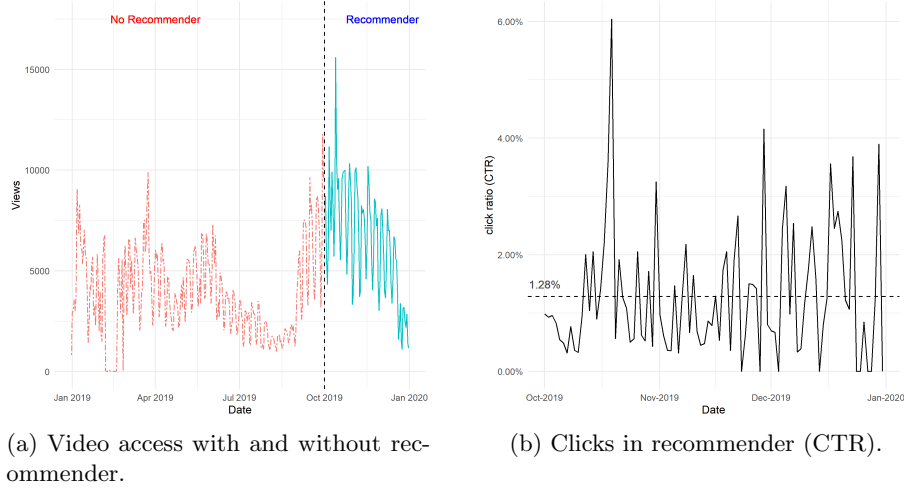 No Recommender
Recommender
15000
10000
5000
0
Views
Jan 2019
Apr 2019
Jul 2019
Oct 2019
Jan 2020
Date
(a) Video access with and without rec-
ommender.
6.00%
4.00%
2.00%
1.28%
0.00%
click ratio (CTR)
Oct-2019
Nov-2019
Dec-2019
Jan-2020
Date
(b) Clicks in recommender (CTR).